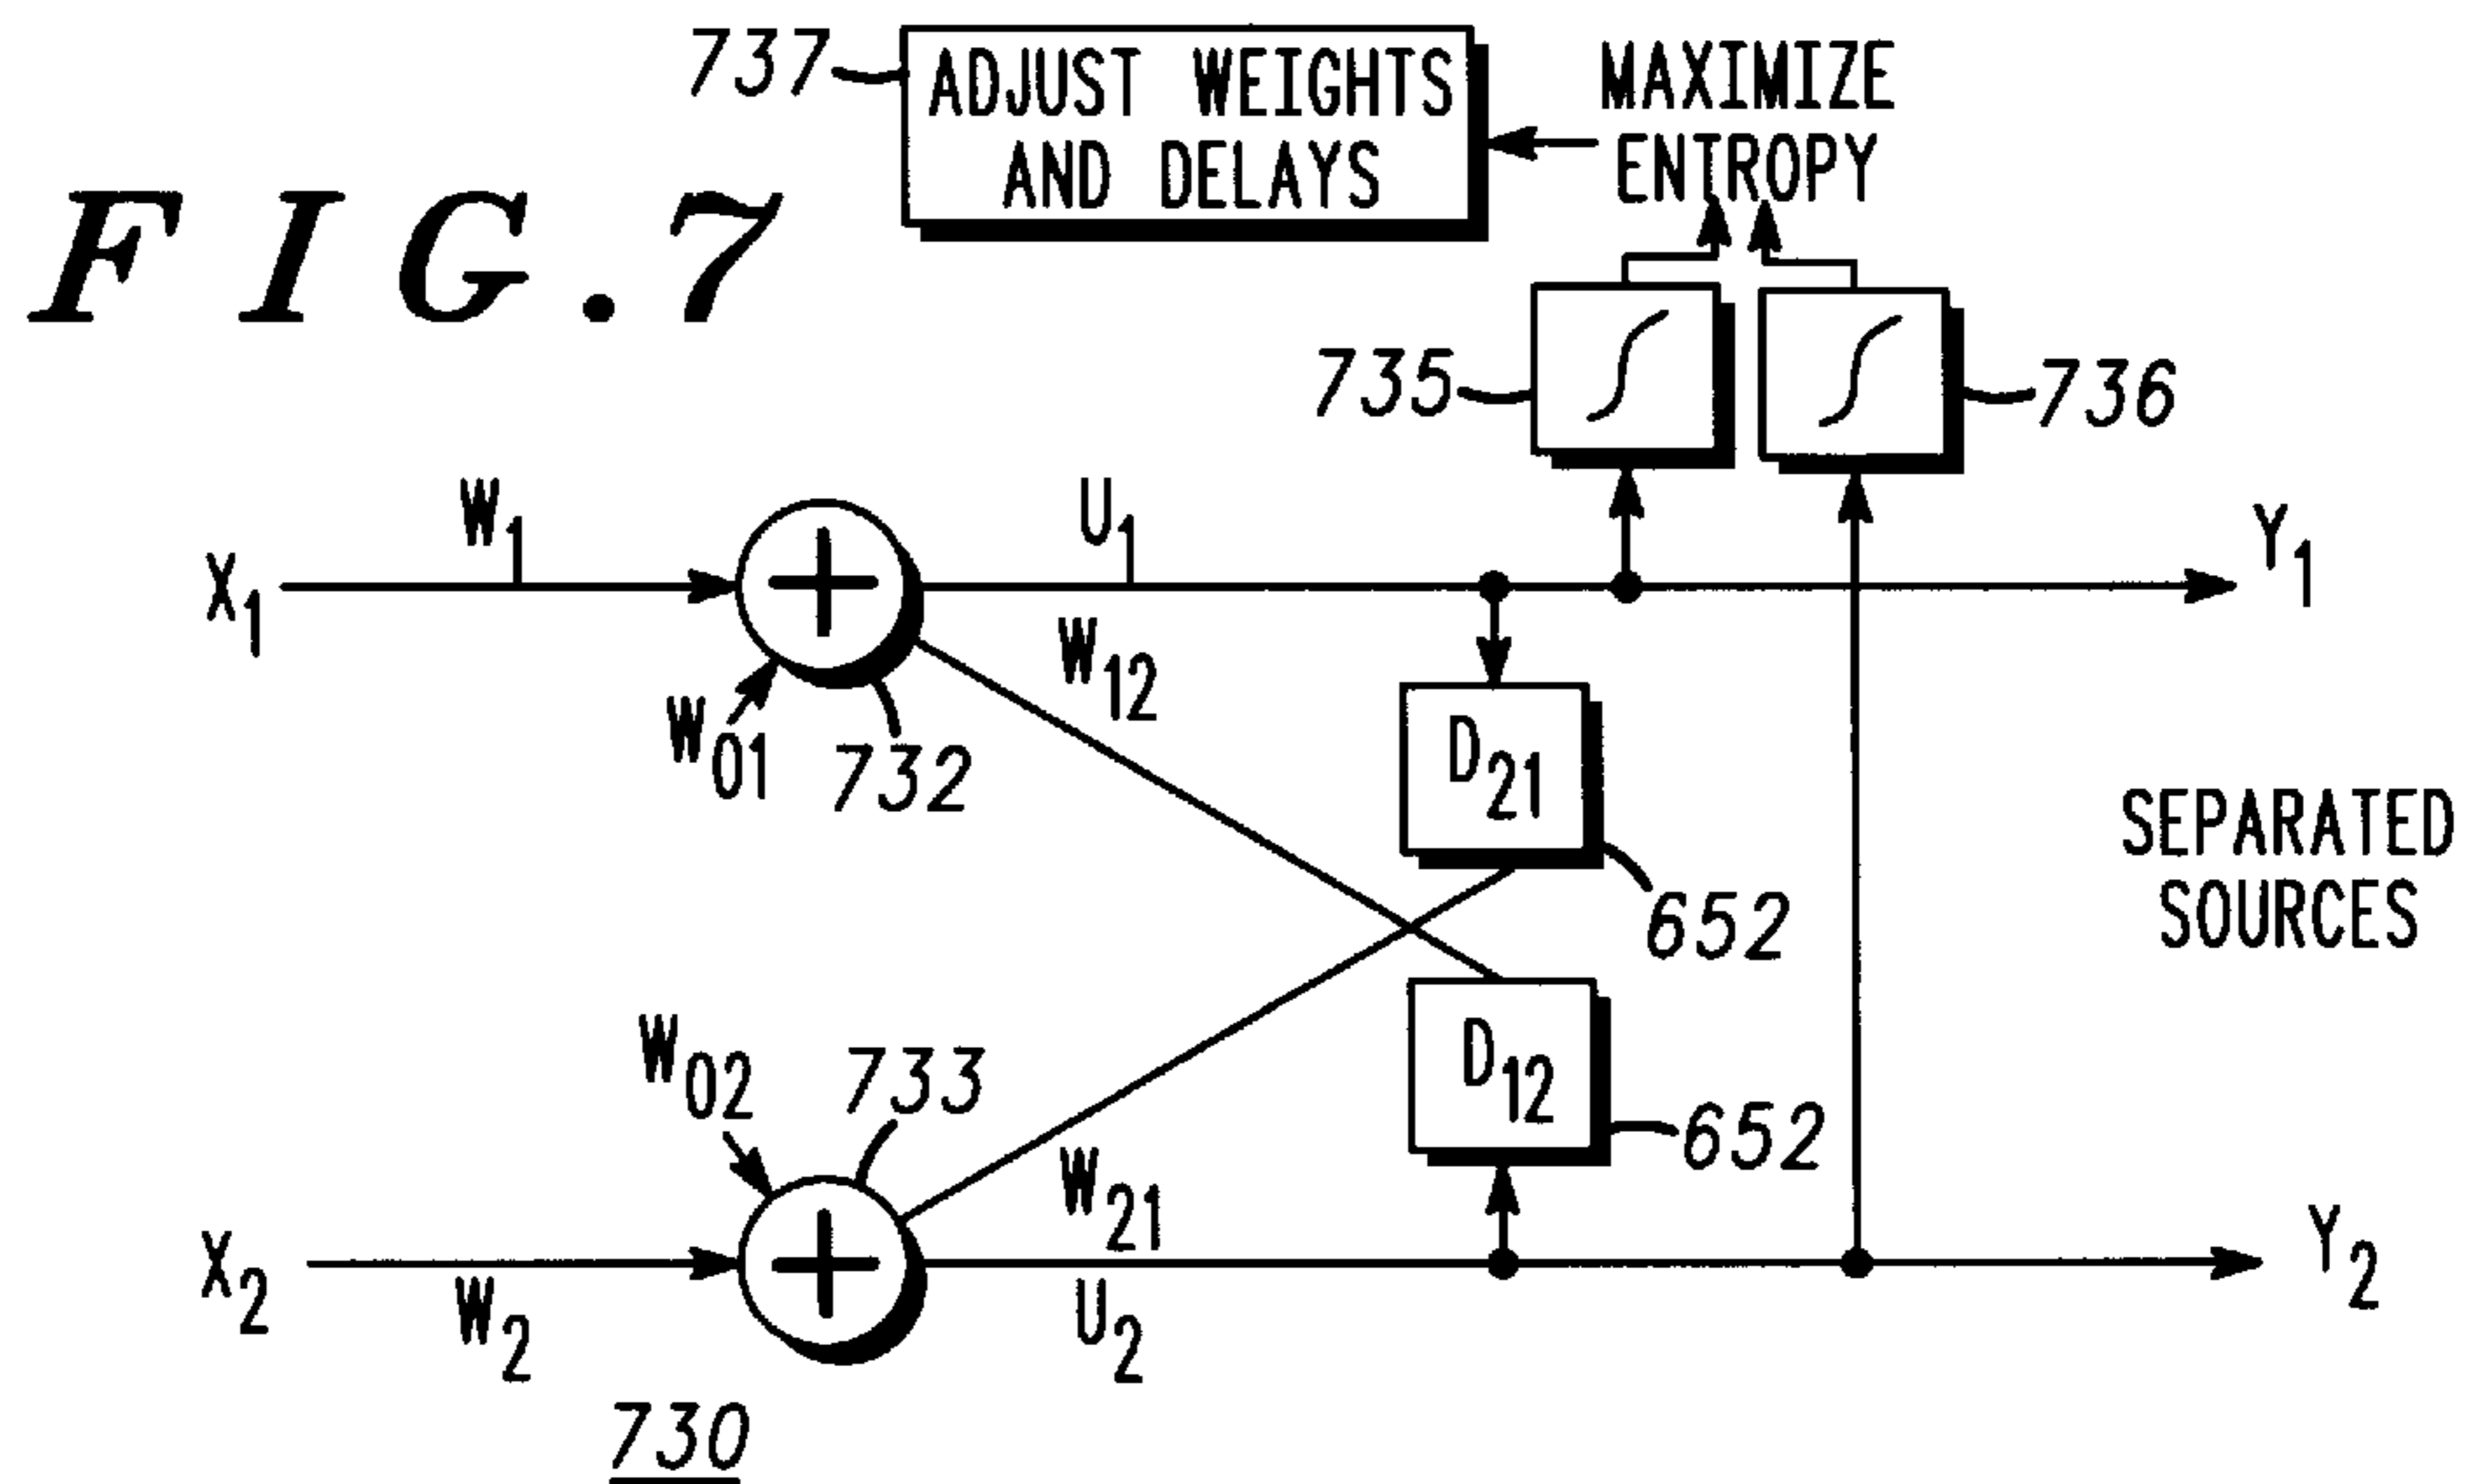 737
ADJUST WEIGHTS
AND DELAYS
MAXIMIZE
ENTROPY
FIG.7
735
736
X1
W1
U1
Y1
W12
W01
732
D21
652
SEPARATED
SOURCES
W02
733
D12
652
W21
X2
W2
U2
Y2
730